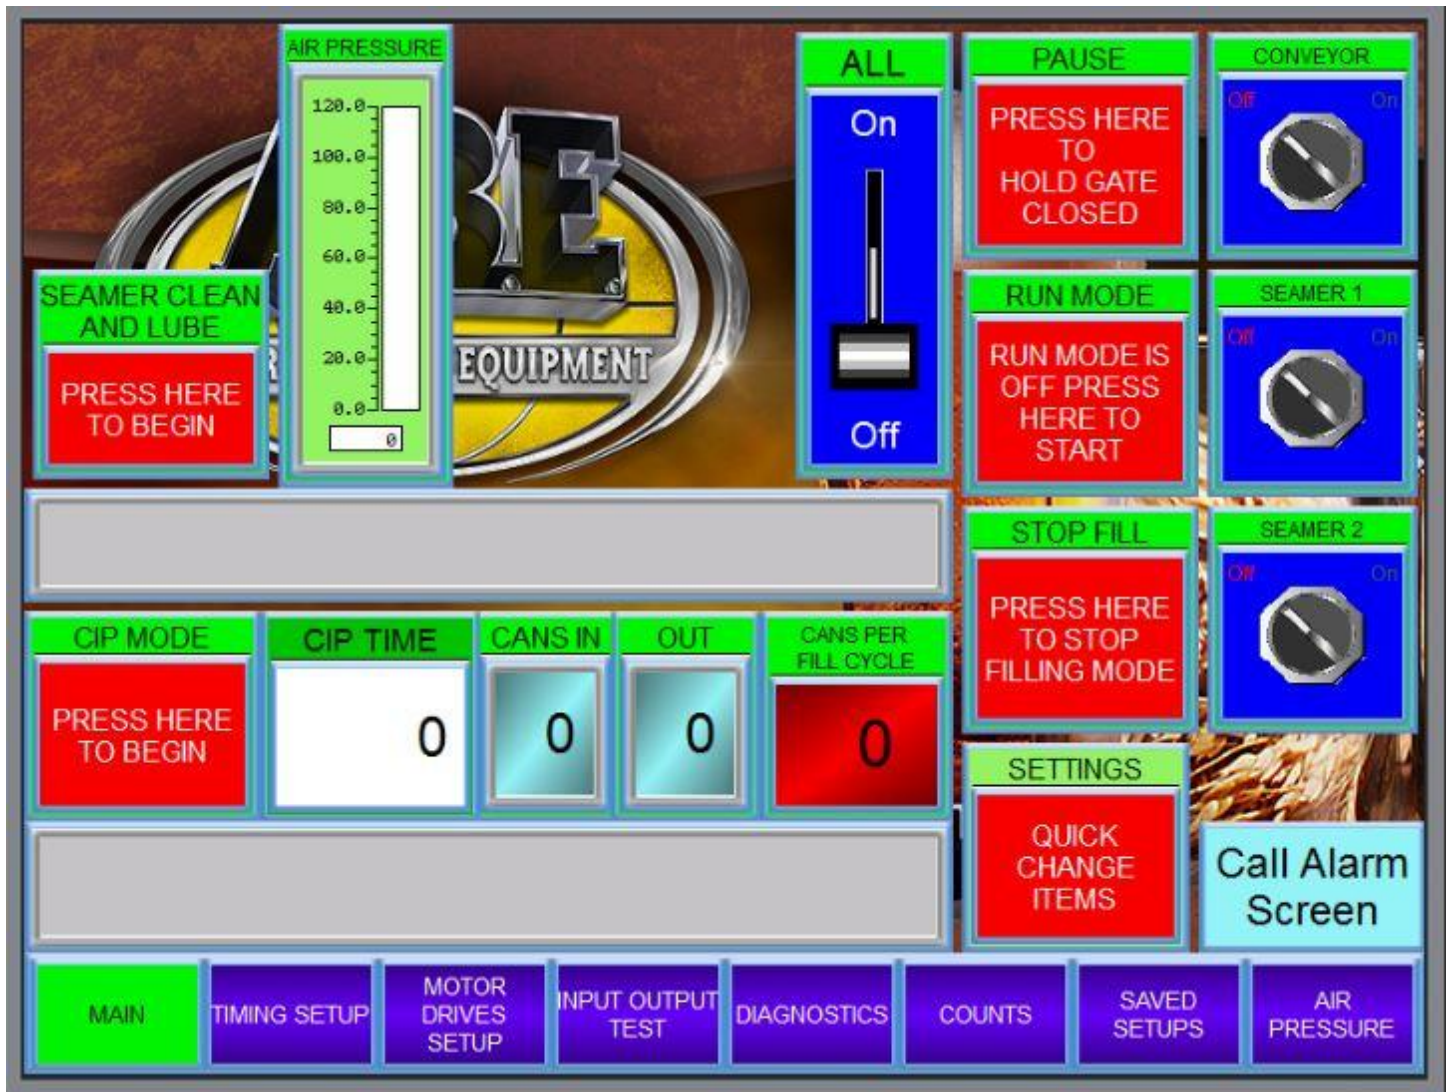 AIR PRESSURE
120.0
100.0
80.0
60.0
40.0
20.0
0.0
0
SEAMER CLEAN
AND LUBE
PRESS HERE
TO BEGIN
EQUIPMENT
ALL
On
Off
PAUSE
PRESS HERE
TO
HOLD GATE
CLOSED
CONVEYOR
Off On
RUN MODE
RUN MODE IS
OFF PRESS
HERE TO
START
SEAMER 1
Off On
STOP FILL
PRESS HERE
TO STOP
FILLING MODE
SEAMER 2
Off On
CIP MODE
PRESS HERE
TO BEGIN
CIP TIME
0
CANS IN
0
OUT
0
CANS PER
FILL CYCLE
0
SETTINGS
QUICK
CHANGE
ITEMS
Call Alarm
Screen
MAIN
TIMING SETUP
MOTOR
DRIVES
SETUP
INPUT OUTPUT
TEST
DIAGNOSTICS
COUNTS
SAVED
SETUPS
AIR
PRESSURE